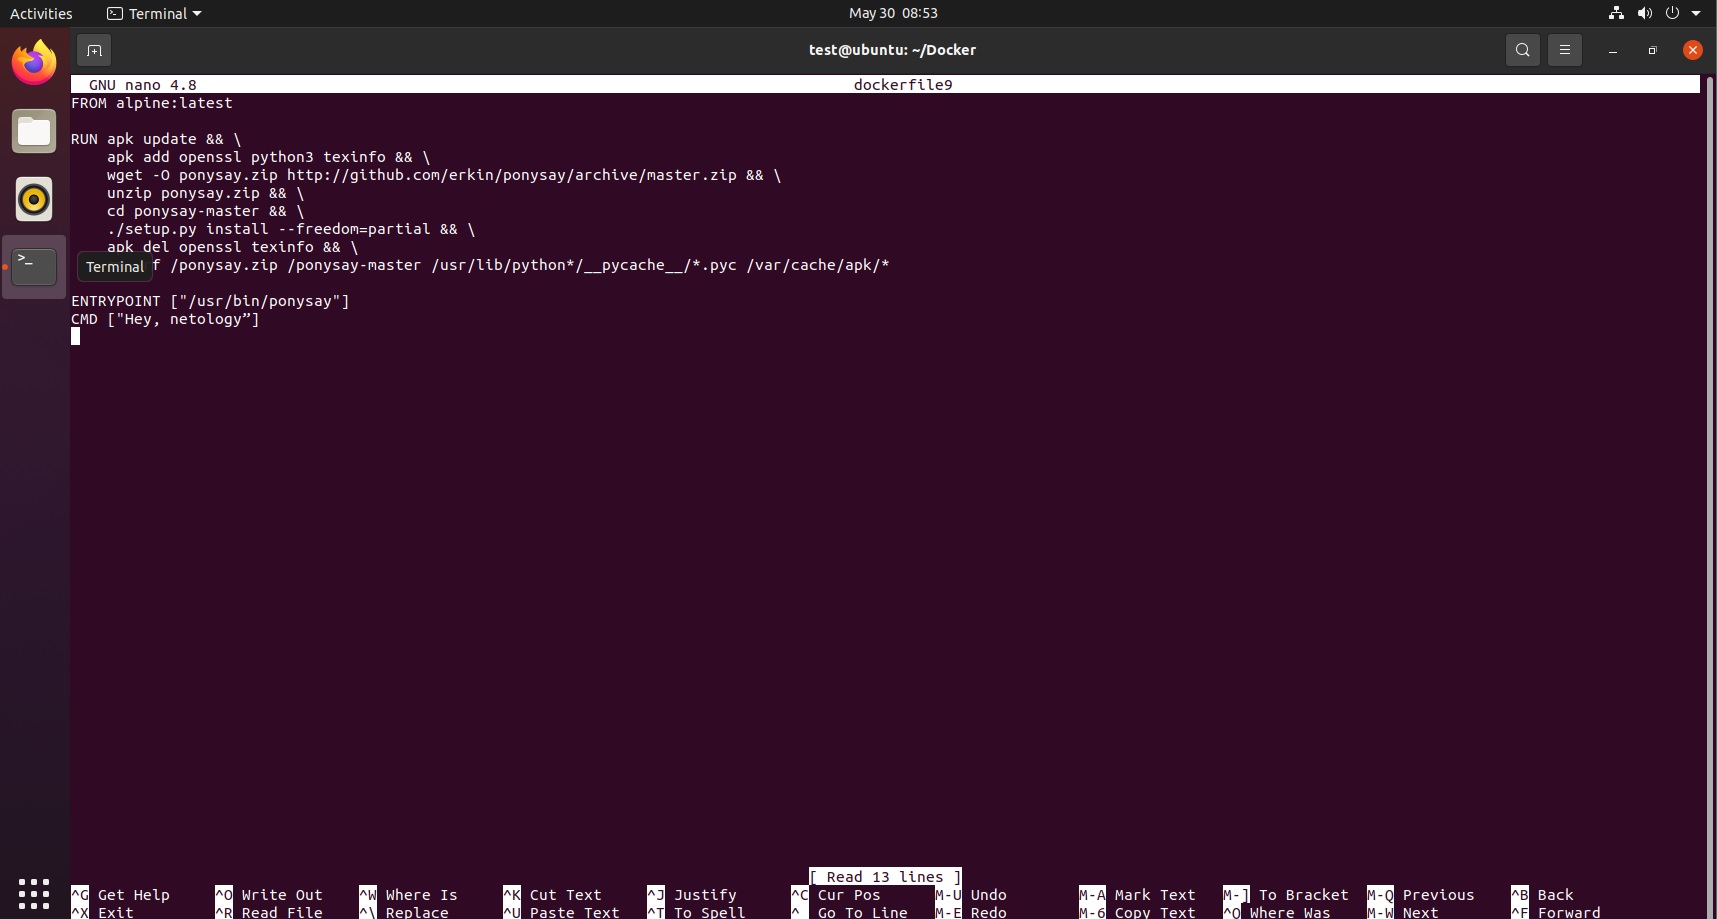 Activities Terminal May 30 08:53
test@ubuntu: ~/Docker
GNU nano 4.8 dockerfile9
FROM alpine:latest
RUN apk update && \
apk add openssl python3 texinfo && \
wget -O ponysay.zip http://github.com/erkin/ponysay/archive/master.zip && \
unzip ponysay.zip && \
cd ponysay-master && \
./setup.py install --freedom=partial && \
apk del openssl texinfo && \
Terminal f /ponysay.zip /ponysay-master /usr/lib/python*/__pycache__/*.pyc /var/cache/apk/*
ENTRYPOINT ["/usr/bin/ponysay"]
CMD ["Hey, netology”]
[ Read 13 lines ]
^G Get Help ^O Write Out ^W Where Is ^K Cut Text ^J Justify ^C Cur Pos M-U Undo M-A Mark Text M-] To Bracket M-Q Previous ^B Back
^X Exit ^R Read File ^\ Replace ^U Paste Text ^T To Spell ^_ Go To Line M-E Redo M-6 Copy Text ^Q Where Was M-W Next ^F Forward